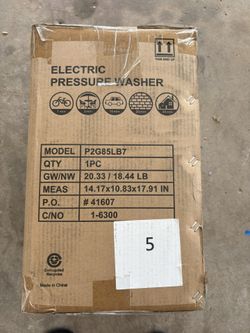 THIS END UP
ELECTRIC
PRESSURE WASHER
MODEL P2G85LB7
QTY 1PC
GW/NW 20.33 / 18.44 LB
MEAS 14.17x10.83x17.91 IN
P.O. # 41607
C/NO 1-6300
5
Corrugated
Recycles
Made in China